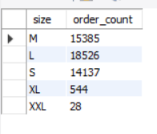 size order_count
M 15385
L 18526
S 14137
XL 544
XXL 28